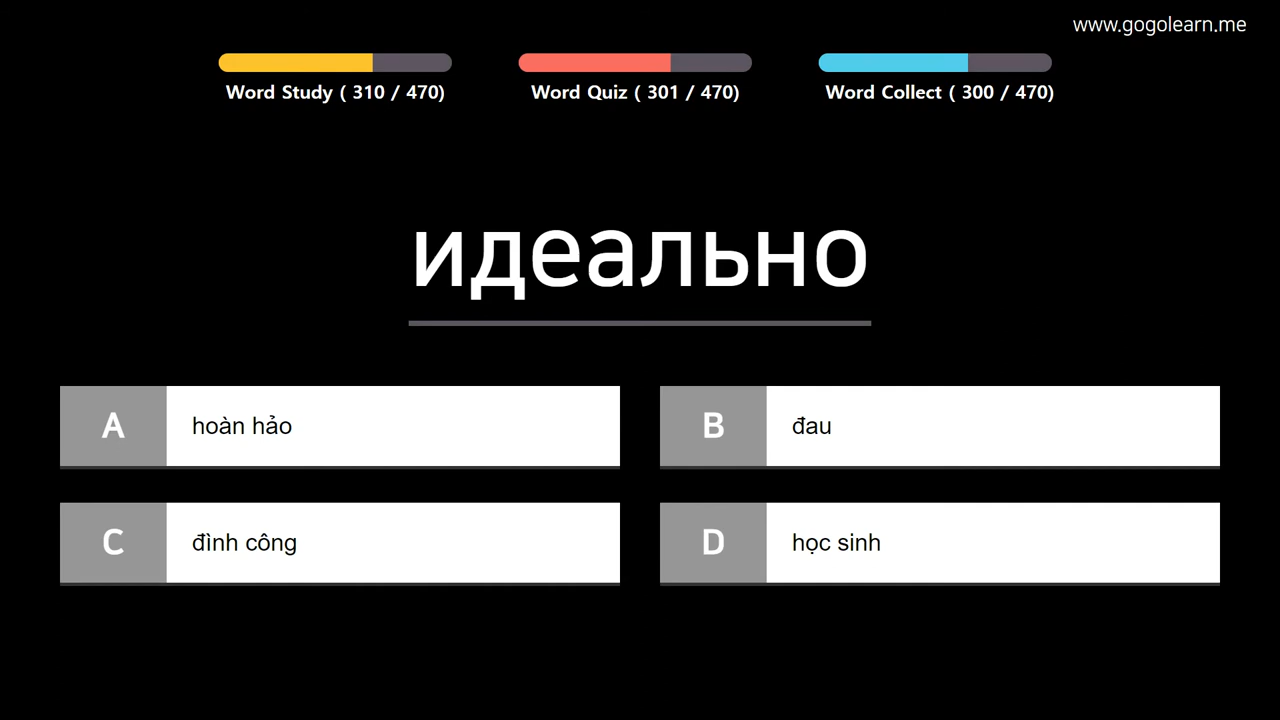 www.gogolearn.me
Word Study ( 310 / 470)
Word Quiz ( 301 / 470)
Word Collect ( 300 / 470)
идеально
A hoàn hảo
B đau
C đình công
D học sinh